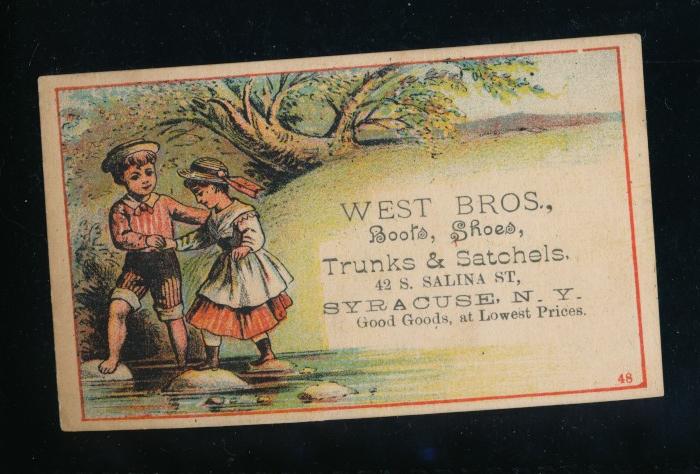 WEST BROS.,
Boots, Shoes,
Trunks & Satchels.
42 S. SALINA ST,
SYRACUSE, N. Y.
Good Goods, at Lowest Prices.
48